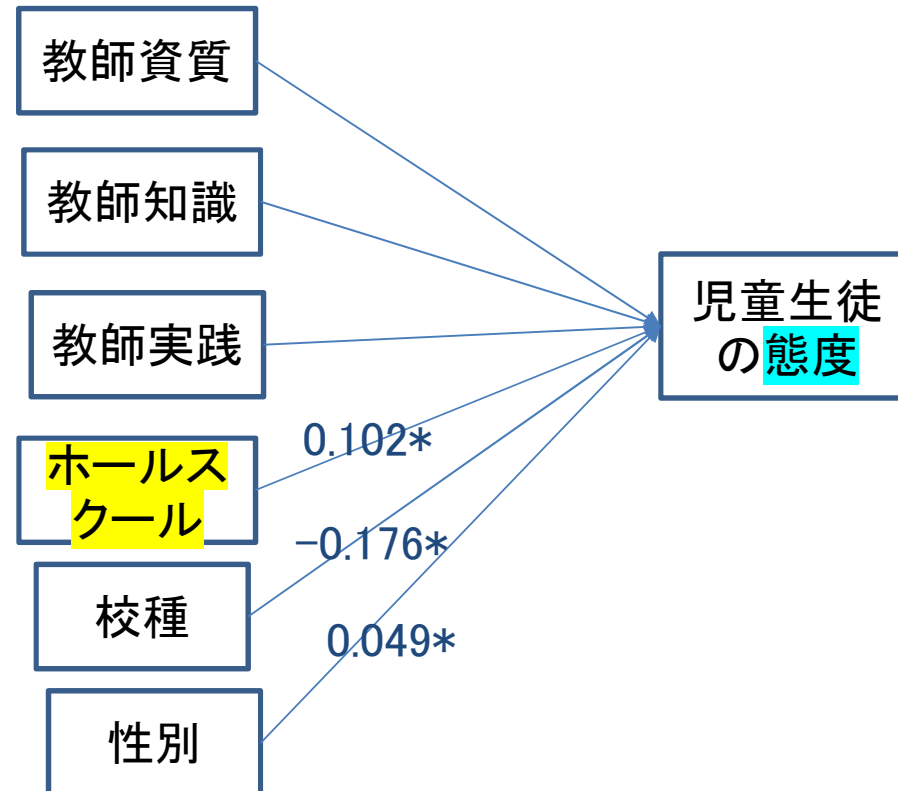 教師資質
教師知識
教師実践
児童生徒
の態度
ホールス
クール
0.102*
-0.176*
校種
0.049*
性別